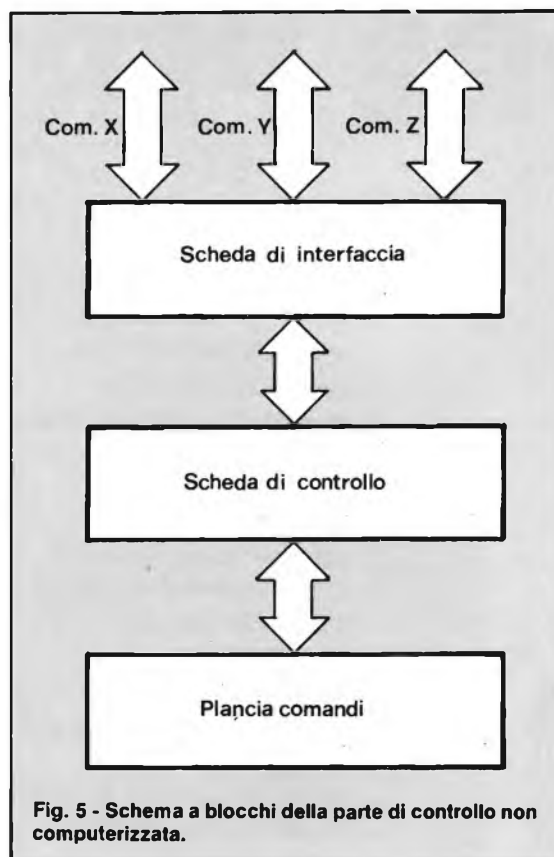 Com. X Com. Y Com. Z
Scheda di interfaccia
Scheda di controllo
Plancia comandi
Fig. 5 - Schema a blocchi della parte di controllo non
computerizzata.